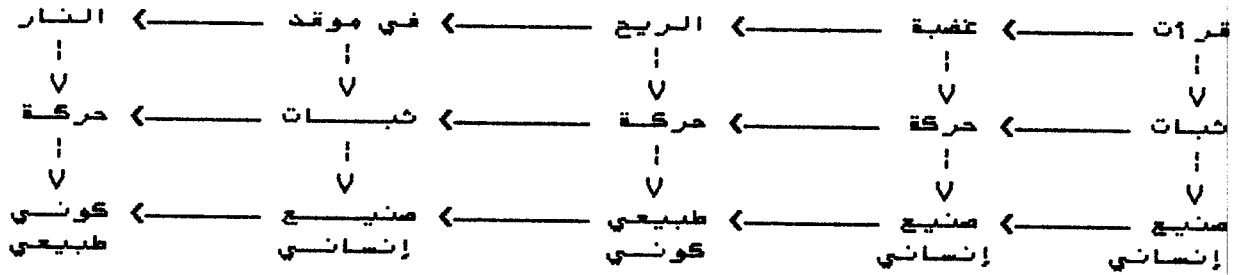 قرأت غضبة الريح في موقد النار
ثبات حركة حركة ثبات حركة
صنيع صنيع طبيعي صنيع كوني
إنساني إنساني كوني إنساني طبيعي